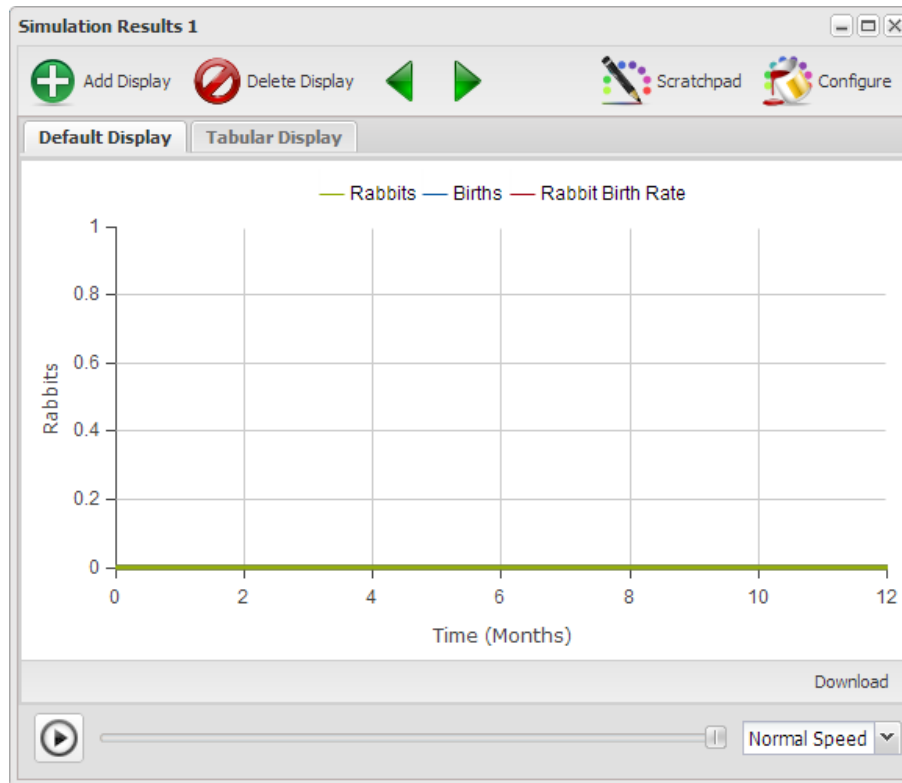 Simulation Results 1
Add Display Delete Display Scratchpad Configure
Default Display Tabular Display
Rabbits Births Rabbit Birth Rate
1
0.8
0.6
0.4
0.2
0
Rabbits
0 2 4 6 8 10 12
Time (Months)
Download
Normal Speed